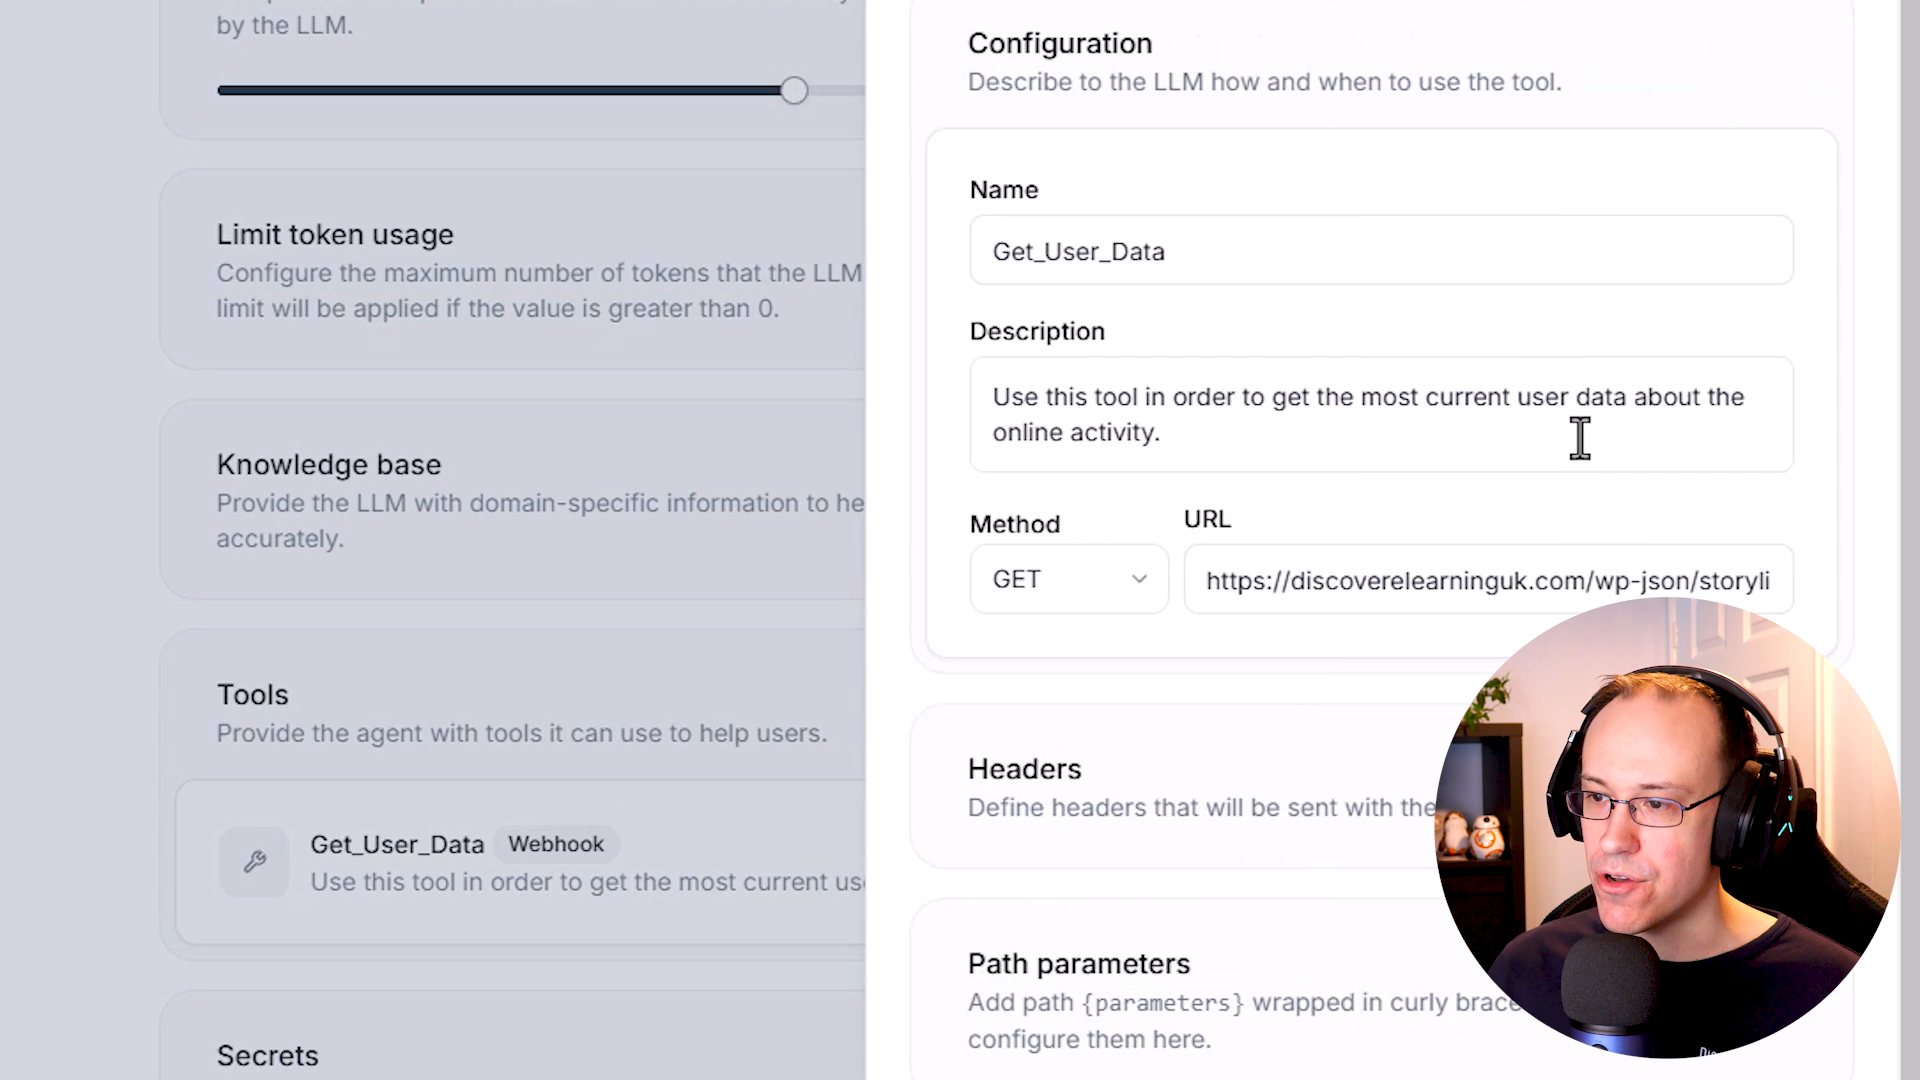 by the LLM.
Limit token usage
Configure the maximum number of tokens that the LLM
limit will be applied if the value is greater than 0.
Knowledge base
Provide the LLM with domain-specific information to he
accurately.
Tools
Provide the agent with tools it can use to help users.
Get_User_Data Webhook
Use this tool in order to get the most current us
Secrets
Configuration
Describe to the LLM how and when to use the tool.
Name
Get_User_Data
Description
Use this tool in order to get the most current user data about the
online activity.
Method URL
GET https://discoverelearninguk.com/wp-json/storyli
Headers
Define headers that will be sent with the
Path parameters
Add path {parameters} wrapped in curly brace
configure them here.